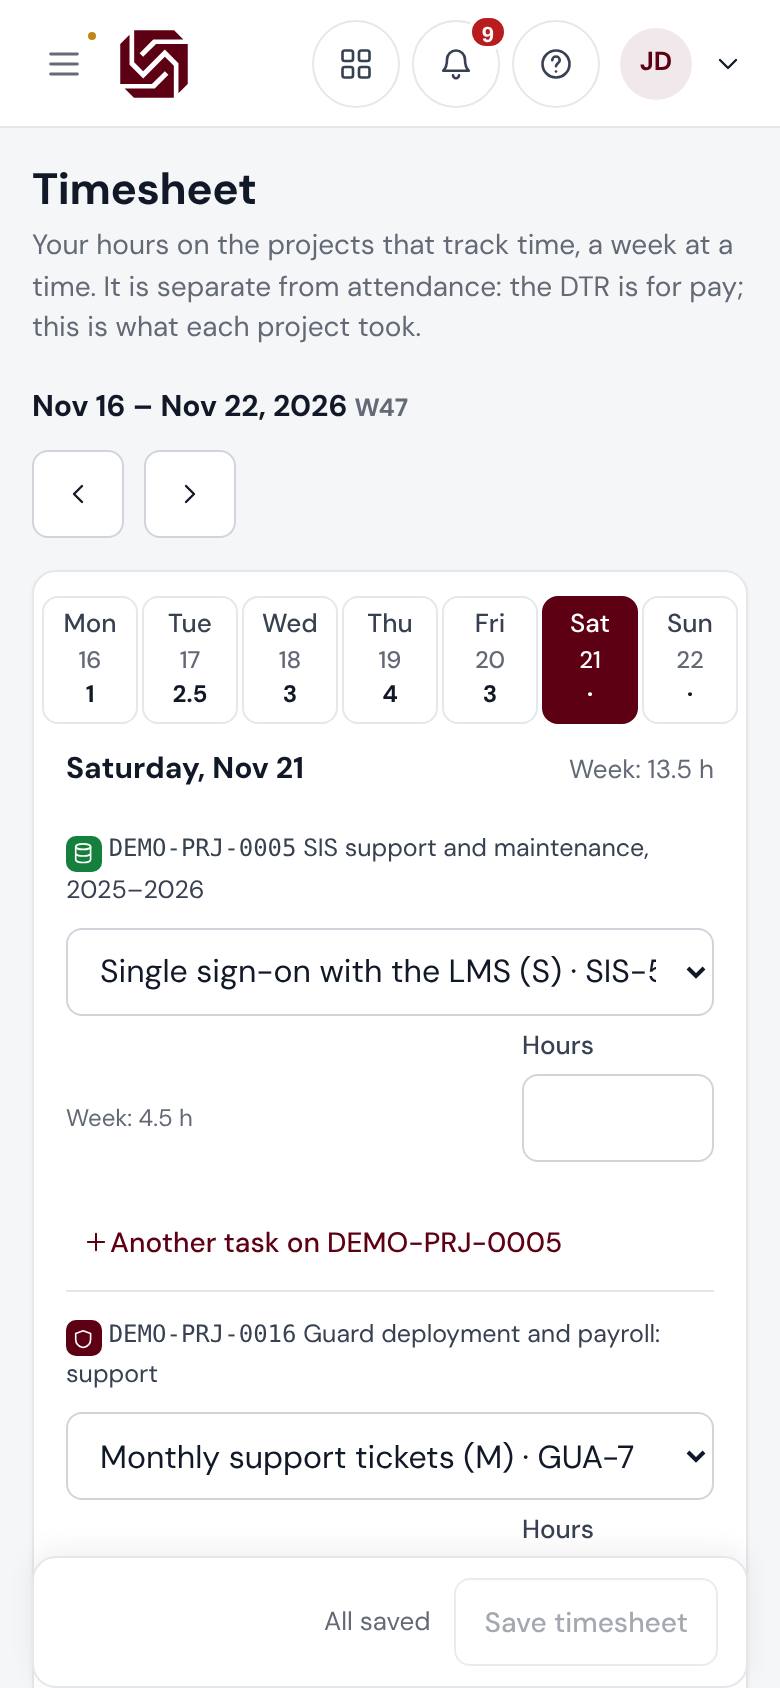 9
JD
Timesheet
Your hours on the projects that track time, a week at a
time. It is separate from attendance: the DTR is for pay;
this is what each project took.
Nov 16 – Nov 22, 2026 W47
Mon Tue Wed Thu Fri Sat Sun
16 17 18 19 20 21 22
1 2.5 3 4 3 · ·
Saturday, Nov 21 Week: 13.5 h
DEMO-PRJ-0005 SIS support and maintenance,
2025–2026
Single sign-on with the LMS (S) · SIS-5
Hours
Week: 4.5 h
+ Another task on DEMO-PRJ-0005
DEMO-PRJ-0016 Guard deployment and payroll:
support
Monthly support tickets (M) · GUA-7
Hours
All saved Save timesheet